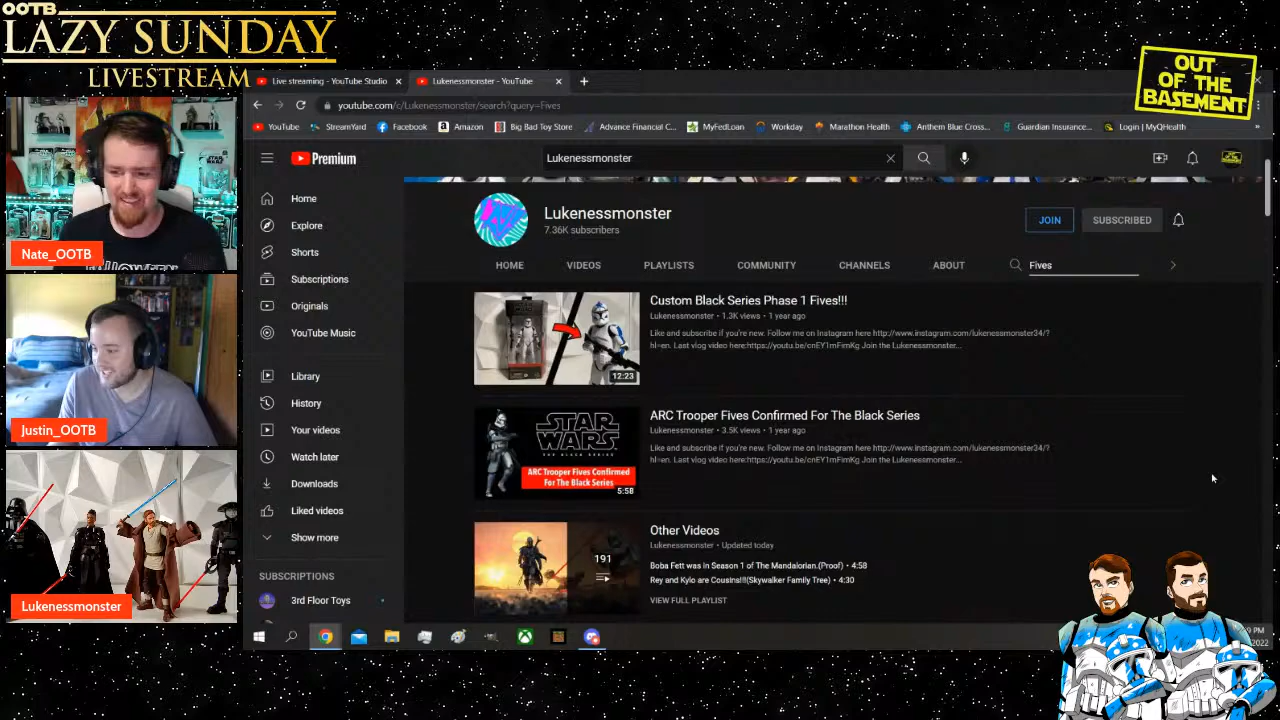 OOTB
LAZY SUNDAY
LIVESTREAM
OUT
OF THE
BASEMENT
Live streaming - YouTube Studio
Lukenessmonster - YouTube
youtube.com/c/Lukenessmonster/search?query=Fives
YouTube
StreamYard
Facebook
Amazon
Big Bad Toy Store
Advance Financial C...
MyFedLoan
Workday
Marathon Health
Anthem Blue Cross...
Guardian Insurance...
Login | MyQHealth
Premium
Lukenessmonster
Home
Explore
Shorts
Subscriptions
Originals
YouTube Music
Library
History
Your videos
Watch later
Downloads
Liked videos
Show more
SUBSCRIPTIONS
3rd Floor Toys
Lukenessmonster
7.36K subscribers
JOIN
SUBSCRIBED
HOME
VIDEOS
PLAYLISTS
COMMUNITY
CHANNELS
ABOUT
Fives
12:23
Custom Black Series Phase 1 Fives!!!
Lukenessmonster • 1.3K views • 1 year ago
Like and subscribe if you're new. Follow me on Instagram here http://www.instagram.com/lukenessmonster34/?
hl=en. Last vlog video here:https://youtu.be/cnEY1mFimKg Join the Lukenessmonster...
STAR
WARS
THE BLACK SERIES
ARC Trooper Fives Confirmed
For The Black Series
5:58
ARC Trooper Fives Confirmed For The Black Series
Lukenessmonster • 3.5K views • 1 year ago
Like and subscribe if you're new. Follow me on Instagram here http://www.instagram.com/lukenessmonster34/?
hl=en. Last vlog video here:https://youtu.be/cnEY1mFimKg Join the Lukenessmonster...
191
Other Videos
Lukenessmonster • Updated today
Boba Fett was in Season 1 of The Mandalorian.(Proof) • 4:58
Rey and Kylo are Cousins!!!(Skywalker Family Tree) • 4:30
VIEW FULL PLAYLIST
Nate_OOTB
Justin_OOTB
Lukenessmonster